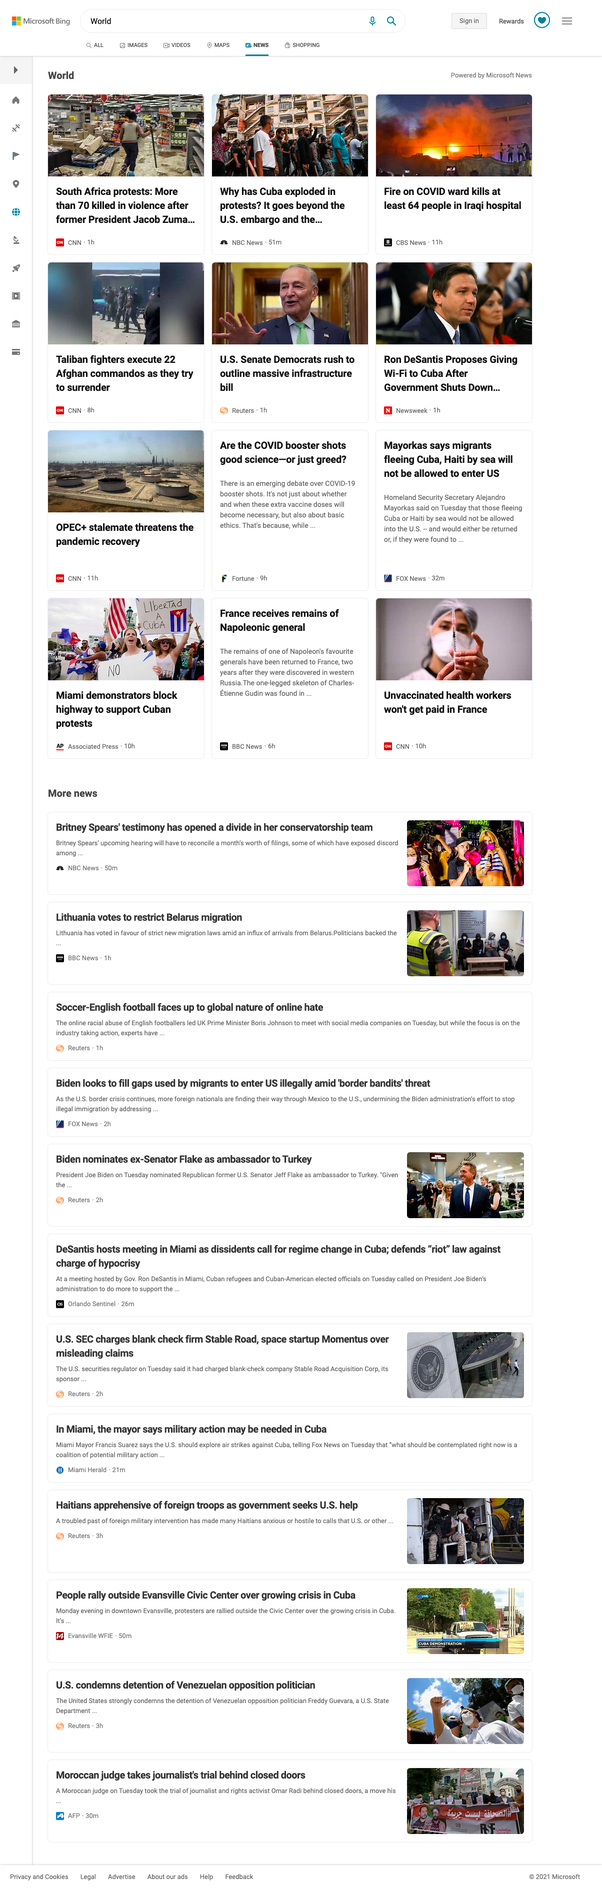 Microsoft Bing
World
Sign in
Rewards
ALL
IMAGES
VIDEOS
MAPS
NEWS
SHOPPING
World
Powered by Microsoft News
South Africa protests: More
than 70 killed in violence after
former President Jacob Zuma...
CNN · 1h
Why has Cuba exploded in
protests? It goes beyond the
U.S. embargo and the...
NBC News · 51m
Fire on COVID ward kills at
least 64 people in Iraqi hospital
CBS News · 11h
Taliban fighters execute 22
Afghan commandos as they try
to surrender
CNN · 8h
U.S. Senate Democrats rush to
outline massive infrastructure
bill
Reuters · 1h
Ron DeSantis Proposes Giving
Wi-Fi to Cuba After
Government Shuts Down...
Newsweek · 1h
OPEC+ stalemate threatens the
pandemic recovery
CNN · 11h
Are the COVID booster shots
good science—or just greed?
There is an emerging debate over COVID-19
booster shots. It's not just about whether
and when these extra vaccine doses will
become necessary, but also about basic
ethics. That's because, while ...
Fortune · 9h
Mayorkas says migrants
fleeing Cuba, Haiti by sea will
not be allowed to enter US
Homeland Security Secretary Alejandro
Mayorkas said on Tuesday that those fleeing
Cuba or Haiti by sea would not be allowed
into the U.S. – and would either be returned
or, if they were found to ...
FOX News · 32m
LIbERTAd
A
CUbA
NO
Miami demonstrators block
highway to support Cuban
protests
AP Associated Press · 10h
France receives remains of
Napoleonic general
The remains of one of Napoleon's favourite
generals have been returned to France, two
years after they were discovered in western
Russia.The one-legged skeleton of Charles-
Étienne Gudin was found in ...
BBC News · 6h
Unvaccinated health workers
won't get paid in France
CNN · 10h
More news
Britney Spears' testimony has opened a divide in her conservatorship team
Britney Spears' upcoming hearing will have to reconcile a month's worth of filings, some of which have exposed discord
among ...
NBC News · 50m
Lithuania votes to restrict Belarus migration
Lithuania has voted in favour of strict new migration laws amid an influx of arrivals from Belarus.Politicians backed the
...
BBC News · 1h
Soccer-English football faces up to global nature of online hate
The online racial abuse of English footballers led UK Prime Minister Boris Johnson to meet with social media companies on Tuesday, but while the focus is on the
industry taking action, experts have ...
Reuters · 1h
Biden looks to fill gaps used by migrants to enter US illegally amid 'border bandits' threat
As the U.S. border crisis continues, more foreign nationals are finding their way through Mexico to the U.S., undermining the Biden administration's effort to stop
illegal immigration by addressing ...
FOX News · 2h
Biden nominates ex-Senator Flake as ambassador to Turkey
President Joe Biden on Tuesday nominated Republican former U.S. Senator Jeff Flake as ambassador to Turkey. "Given
the ...
Reuters · 2h
DeSantis hosts meeting in Miami as dissidents call for regime change in Cuba; defends “riot” law against
charge of hypocrisy
At a meeting hosted by Gov. Ron DeSantis in Miami, Cuban refugees and Cuban-American elected officials on Tuesday called on President Joe Biden's
administration to do more to support the ...
OS Orlando Sentinel · 26m
U.S. SEC charges blank check firm Stable Road, space startup Momentus over
misleading claims
The U.S. securities regulator on Tuesday said it had charged blank-check company Stable Road Acquisition Corp, its
sponsor ...
Reuters · 2h
In Miami, the mayor says military action may be needed in Cuba
Miami Mayor Francis Suarez says the U.S. should explore air strikes against Cuba, telling Fox News on Tuesday that “what should be contemplated right now is a
coalition of potential military action ...
Miami Herald · 21m
Haitians apprehensive of foreign troops as government seeks U.S. help
A troubled past of foreign military intervention has made many Haitians anxious or hostile to calls that U.S. or other ...
Reuters · 3h
People rally outside Evansville Civic Center over growing crisis in Cuba
Monday evening in downtown Evansville, protesters are rallied outside the Civic Center over the growing crisis in Cuba.
It's ...
Evansville WFIE · 50m
CUBA DEMONSTRATION
U.S. condemns detention of Venezuelan opposition politician
The United States strongly condemns the detention of Venezuelan opposition politician Freddy Guevara, a U.S. State
Department ...
Reuters · 3h
Moroccan judge takes journalist's trial behind closed doors
A Moroccan judge on Tuesday took the trial of journalist and rights activist Omar Radi behind closed doors, a move his
...
AFP · 30m
الصحافة ليست جريمة
RSF
Privacy and Cookies
Legal
Advertise
About our ads
Help
Feedback
© 2021 Microsoft